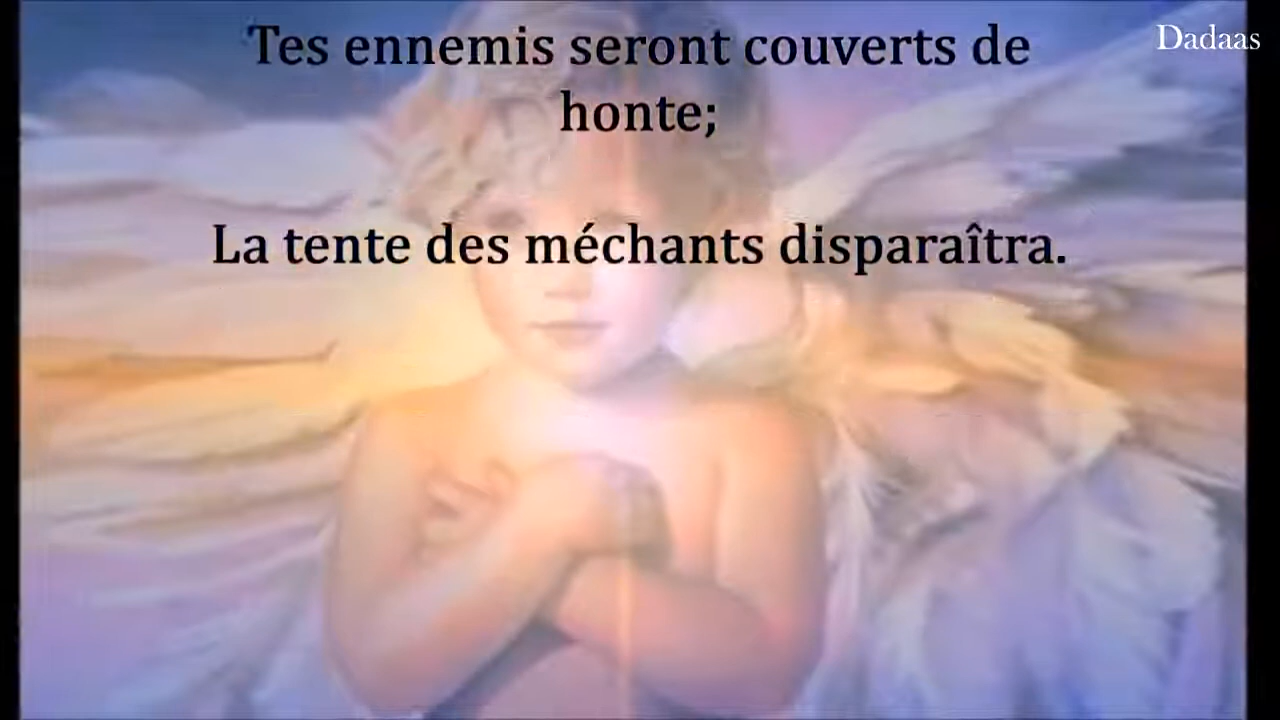 Dadaas
Tes ennemis seront couverts de
honte;
La tente des méchants disparaîtra.